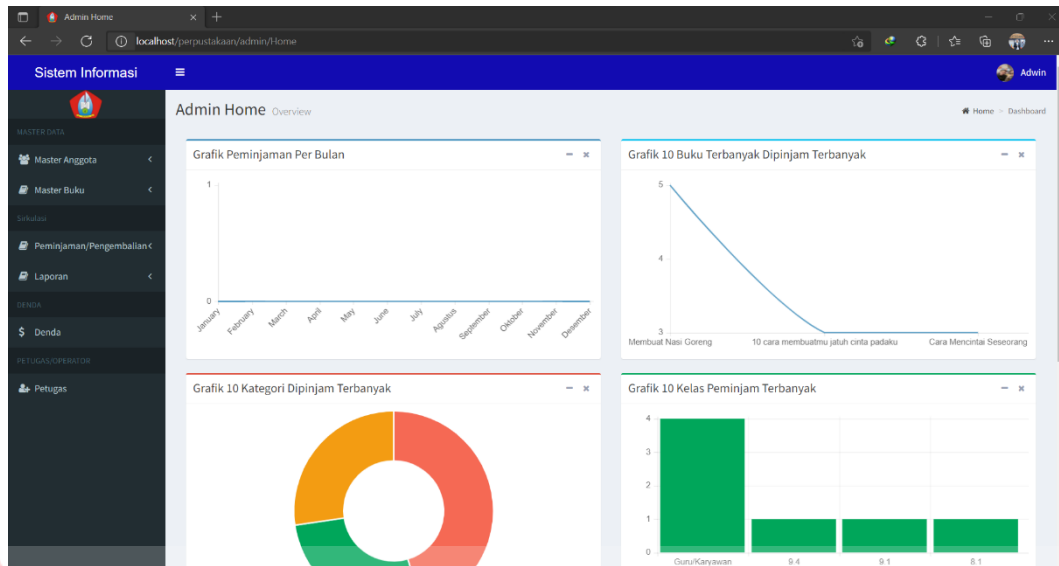 Admin Home
localhost/perpustakaan/admin/Home
Sistem Informasi
Adwin
MASTER DATA
Master Anggota
Master Buku
Sirkulasi
Peminjaman/Pengembalian
Laporan
DENDA
$ Denda
PETUGAS/OPERATOR
Petugas
Admin Home Overview
Home > Dashboard
Grafik Peminjaman Per Bulan
1
0
January February March April May June July Agustus September Oktober November Desember
Grafik 10 Buku Terbanyak Dipinjam Terbanyak
5
4
3
Membuat Nasi Goreng 10 cara membuatmu jatuh cinta padaku Cara Mencintai Seseorang
Grafik 10 Kategori Dipinjam Terbanyak
Grafik 10 Kelas Peminjam Terbanyak
4
3
2
1
0
Guru/Karyawan 9.4 9.1 8.1